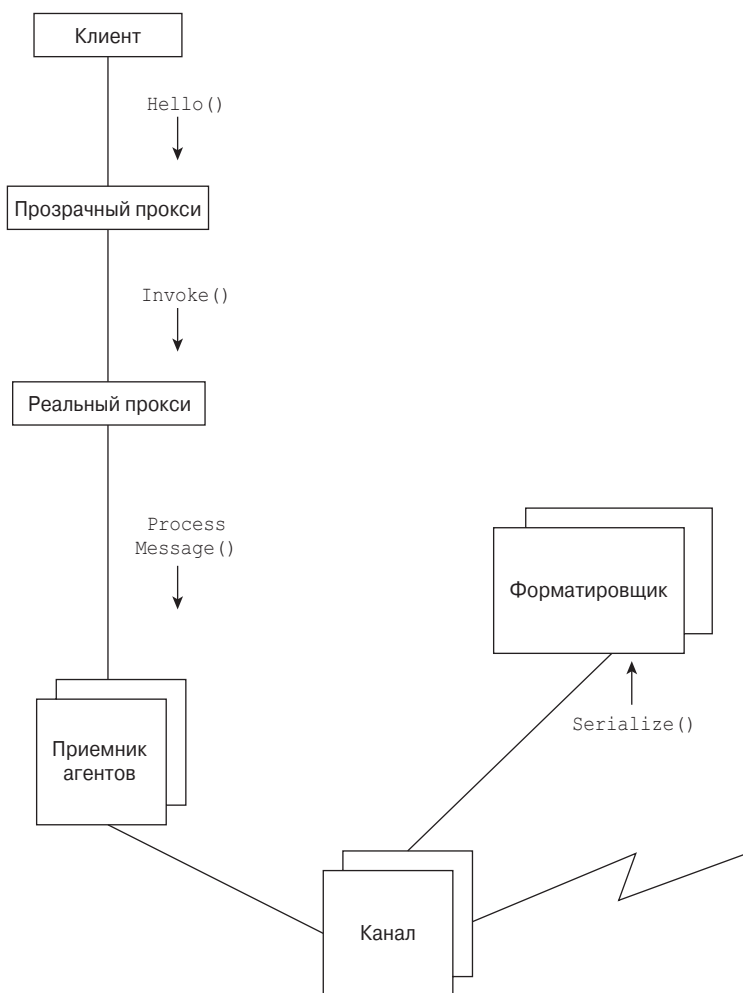 Клиент
Hello()
Прозрачный прокси
Invoke()
Реальный прокси
Process
Message()
Форматировщик
Serialize()
Приемник
агентов
Канал